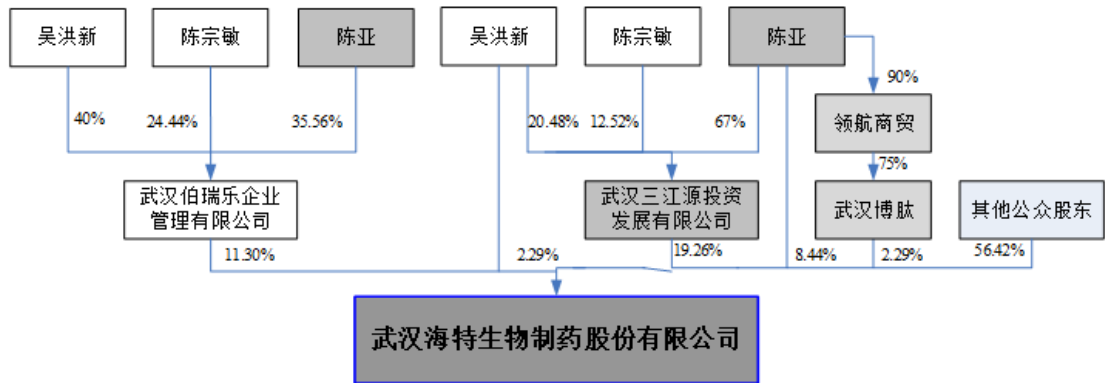 吴洪新
陈宗敏
陈亚
吴洪新
陈宗敏
陈亚
90%
40%
24.44%
35.56%
20.48%
12.52%
67%
领航商贸
75%
武汉伯瑞乐企业
管理有限公司
武汉三江源投资
发展有限公司
武汉博肽
其他公众股东
11.30%
2.29%
19.26%
8.44%
2.29%
56.42%
武汉海特生物制药股份有限公司